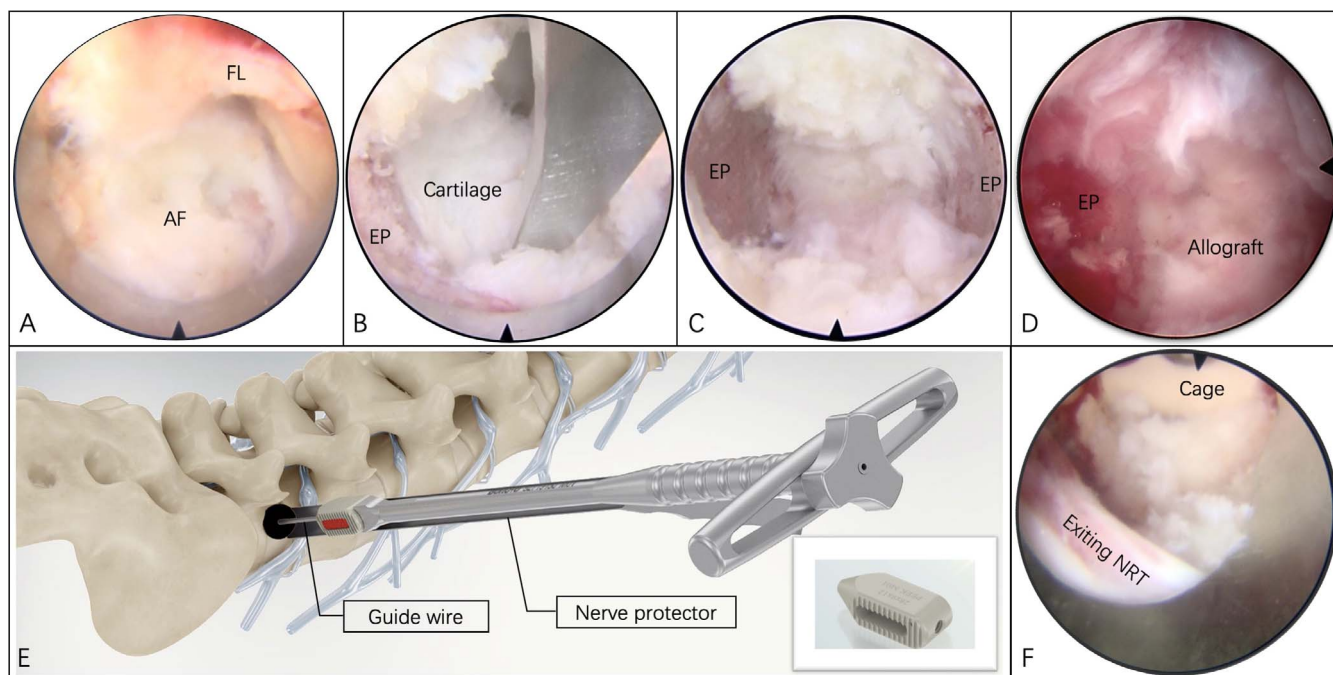 FL
AF
A
Cartilage
EP
B
EP
EP
C
EP
Allograft
D
Guide wire
Nerve protector
E
Cage
Exiting NRT
F